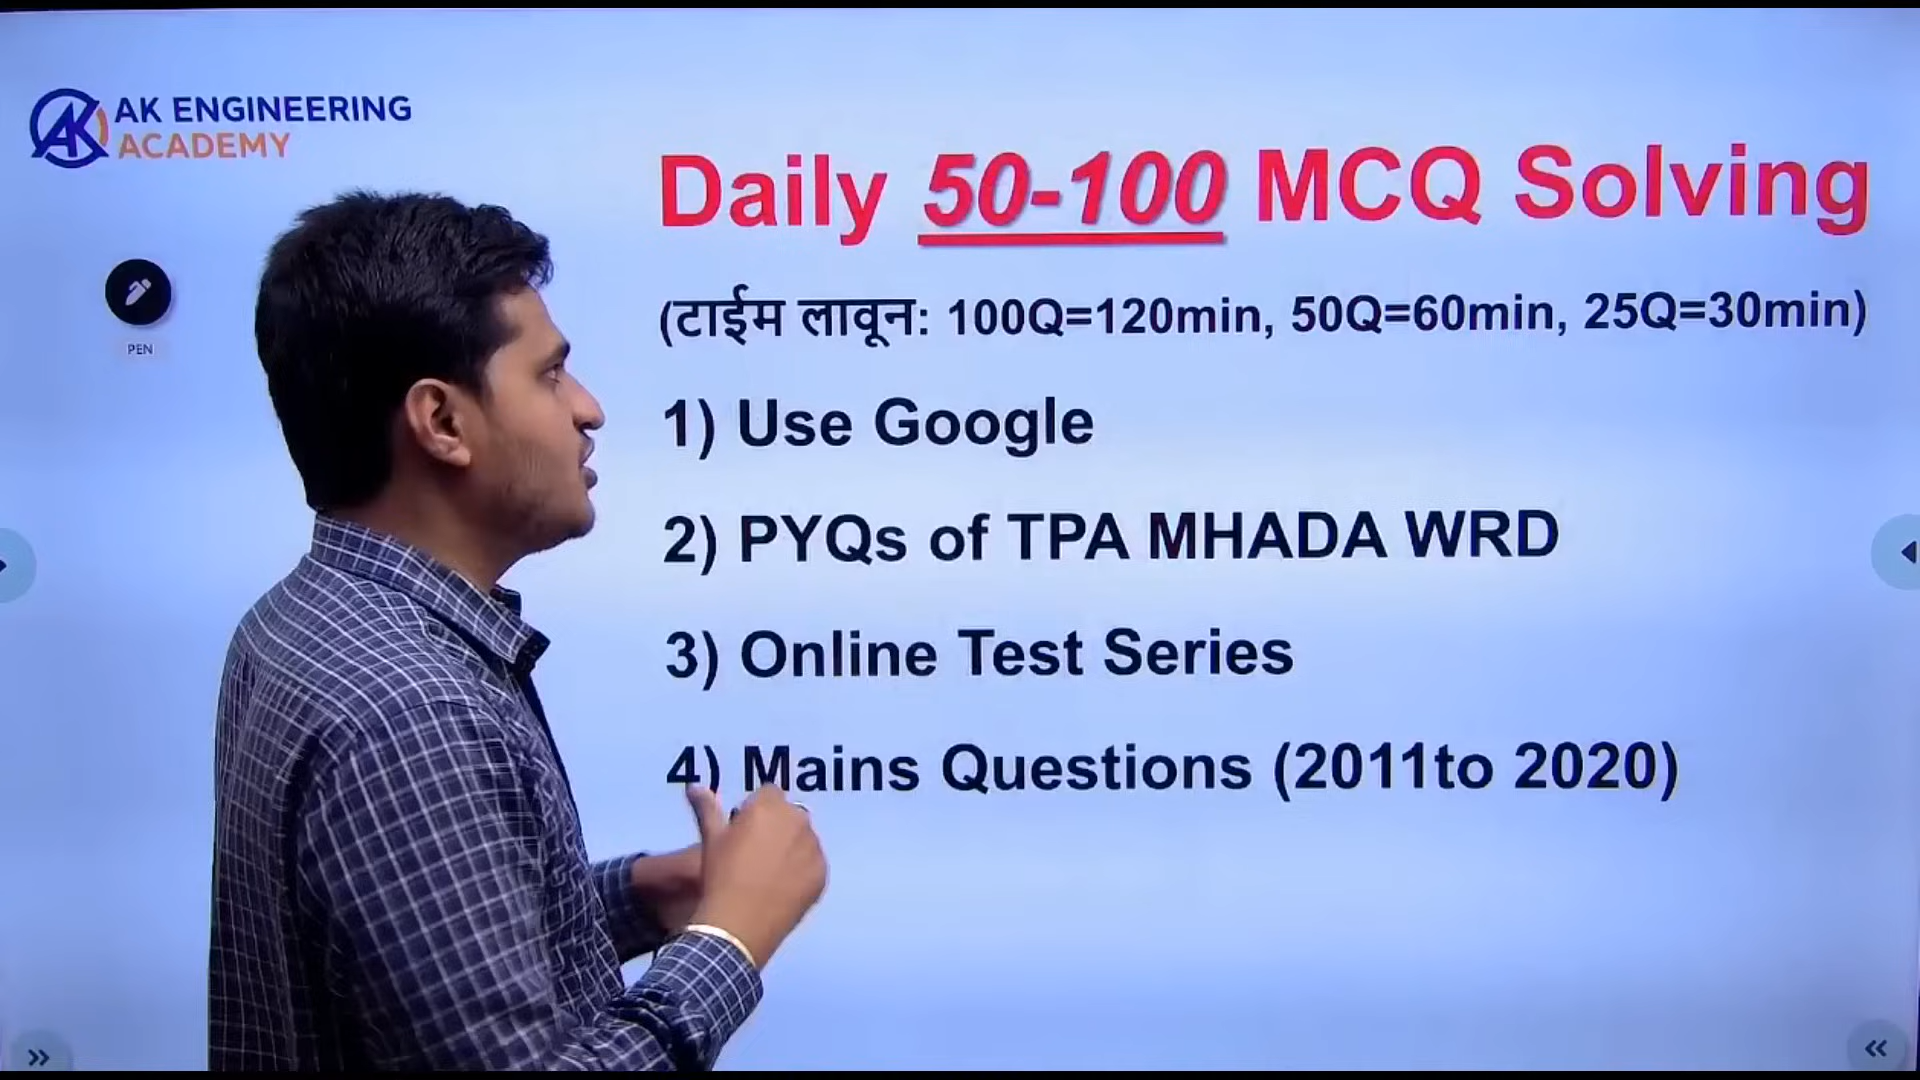 AK ENGINEERING
ACADEMY
PEN
Daily 50-100 MCQ Solving
(टाईम लावून: 100Q=120min, 50Q=60min, 25Q=30min)
1) Use Google
2) PYQs of TPA MHADA WRD
3) Online Test Series
4) Mains Questions (2011to 2020)